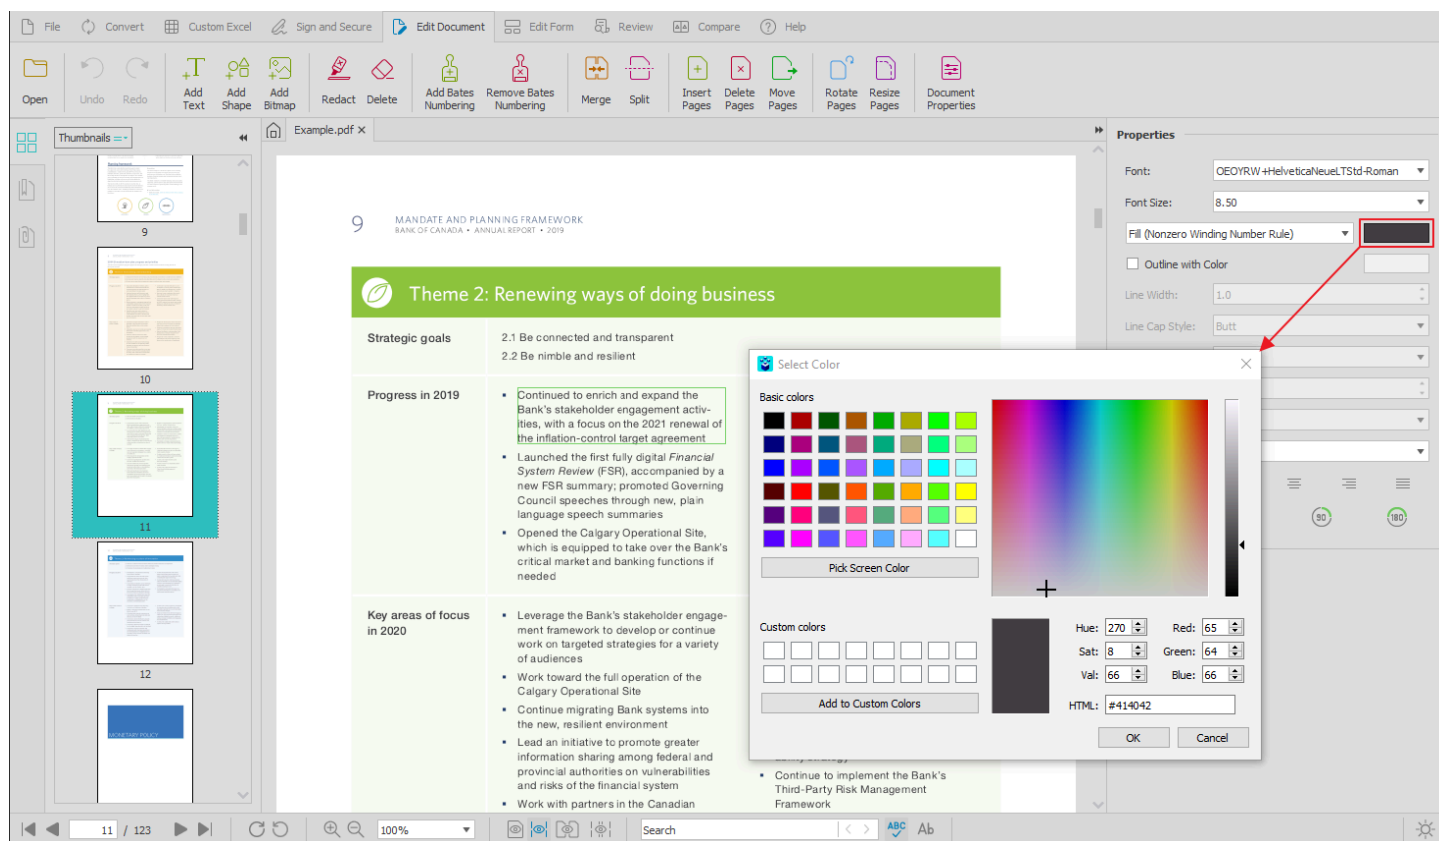 File
Convert
Custom Excel
Sign and Secure
Edit Document
Edit Form
Review
Compare
Help
Open
Undo
Redo
Add Text
Add Shape
Add Bitmap
Redact
Delete
Add Bates Numbering
Remove Bates Numbering
Merge
Split
Insert Pages
Delete Pages
Move Pages
Rotate Pages
Resize Pages
Document Properties
Thumbnails
9
10
11
12
MONETARY POLICY
Example.pdf ×
9 MANDATE AND PLANNING FRAMEWORK
BANK OF CANADA • ANNUAL REPORT • 2019
Theme 2: Renewing ways of doing business
Strategic goals
2.1 Be connected and transparent
2.2 Be nimble and resilient
Progress in 2019
▪ Continued to enrich and expand the
Bank's stakeholder engagement activ-
ities, with a focus on the 2021 renewal of
the inflation-control target agreement
▪ Launched the first fully digital Financial
System Review (FSR), accompanied by a
new FSR summary; promoted Governing
Council speeches through new, plain
language speech summaries
▪ Opened the Calgary Operational Site,
which is equipped to take over the Bank's
critical market and banking functions if
needed
Key areas of focus
in 2020
▪ Leverage the Bank's stakeholder engage-
ment framework to develop or continue
work on targeted strategies for a variety
of audiences
▪ Work toward the full operation of the
Calgary Operational Site
▪ Continue migrating Bank systems into
the new, resilient environment
▪ Lead an initiative to promote greater
information sharing among federal and
provincial authorities on vulnerabilities
and risks of the financial system
▪ Work with partners in the Canadian
▪ Continue to implement the Bank's
Third-Party Risk Management
Framework
Properties
Font: OEOYRW+HelveticaNeueLTStd-Roman
Font Size: 8.50
Fill (Nonzero Winding Number Rule)
Outline with Color
Line Width: 1.0
Line Cap Style: Butt
90
180
Select Color
Basic colors
Pick Screen Color
Custom colors
Add to Custom Colors
Hue: 270 Red: 65
Sat: 8 Green: 64
Val: 66 Blue: 66
HTML: #414042
OK
Cancel
11 / 123
100%
Search
ABC
Ab